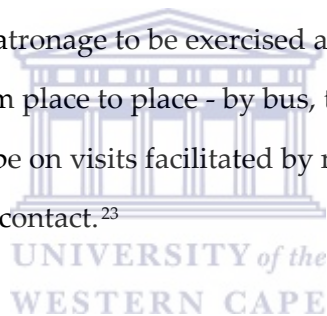 atronage to be exercised a
m place to place - by bus, t
be on visits facilitated by
contact.²³
UNIVERSITY of the
WESTERN CAPE